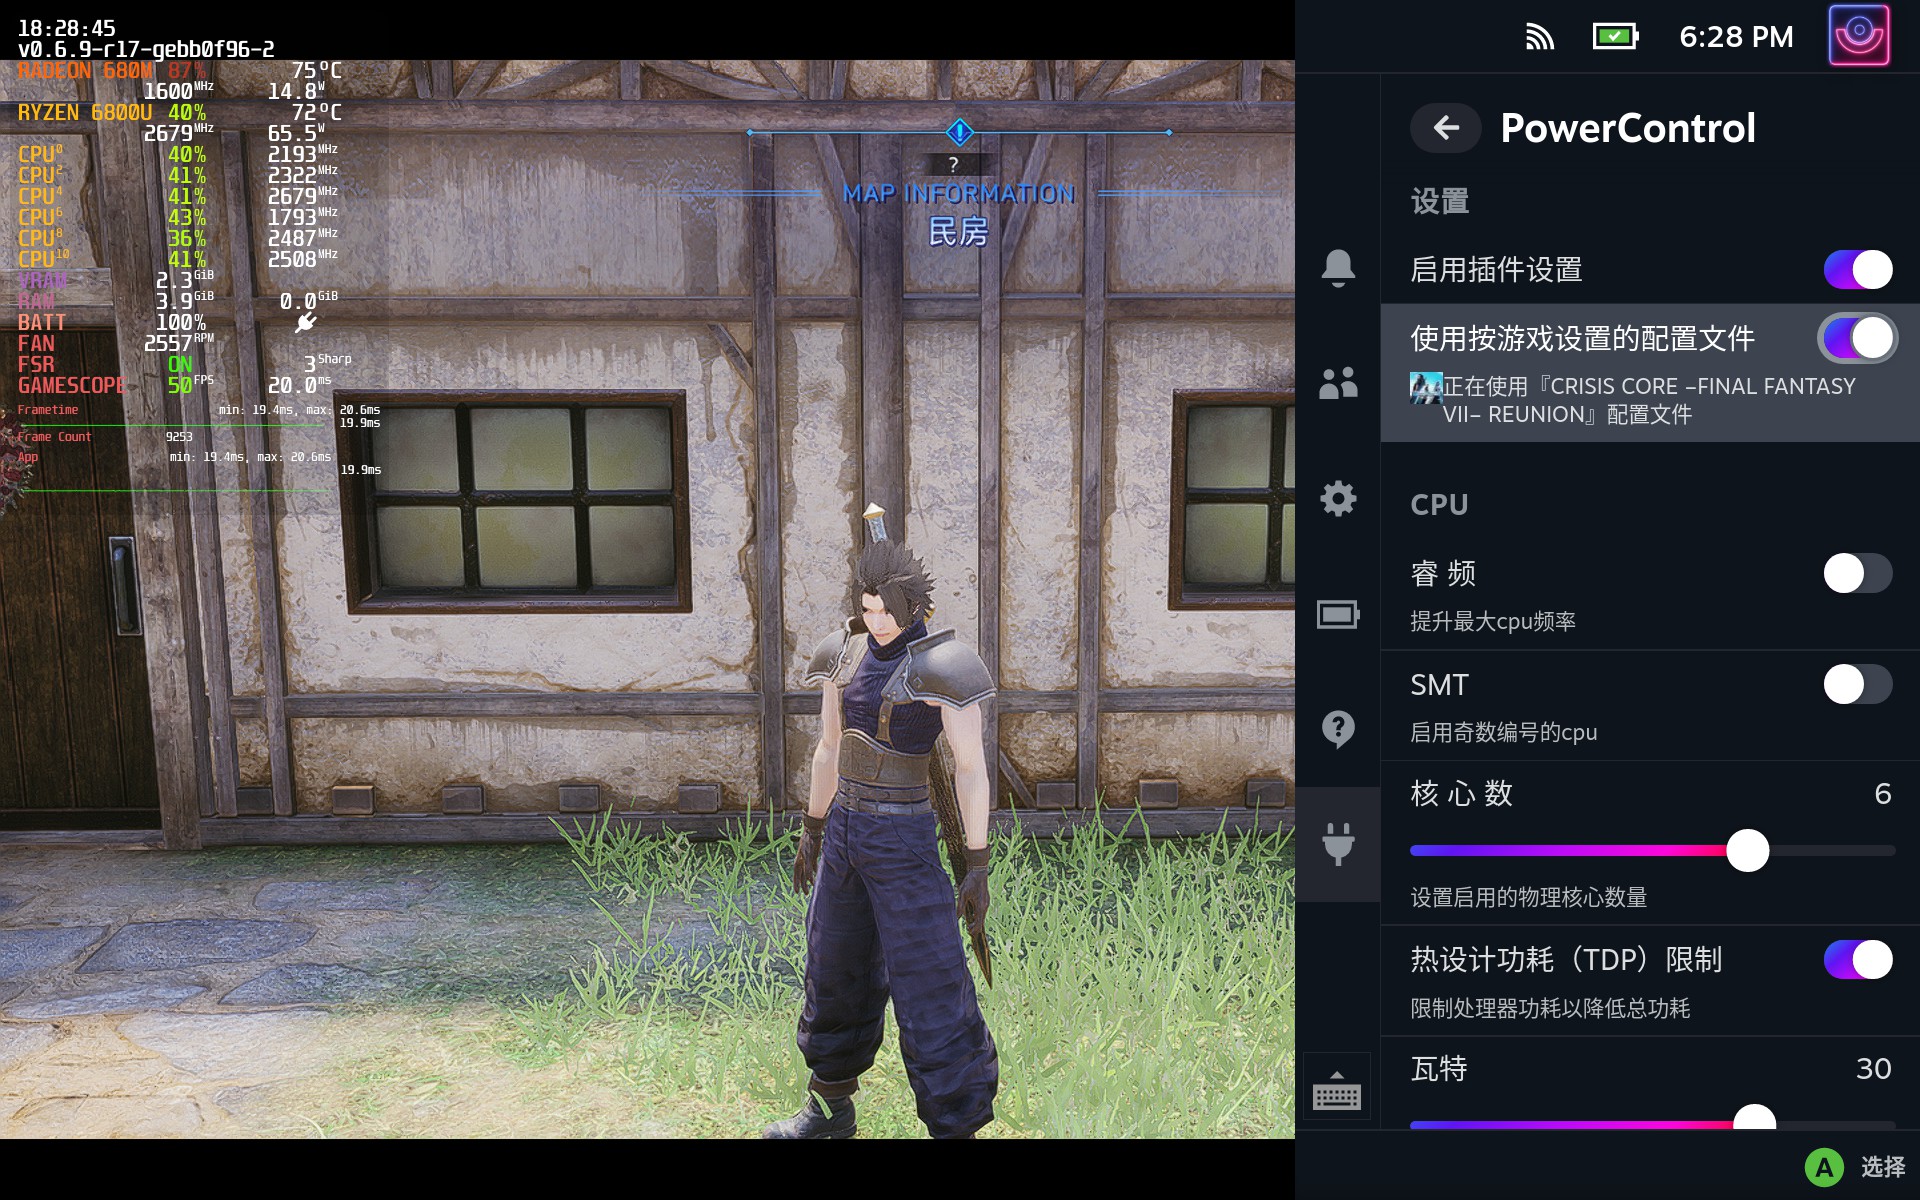 18:28:45
v0.6.9-r17-gebb0f96-2
RADEON 680M 87% 75°C
1600MHz 14.8W
RYZEN 6800U 40% 72°C
2679MHz 65.5W
CPU0 40% 2193MHz
CPU2 41% 2322MHz
CPU4 41% 2679MHz
CPU6 43% 1793MHz
CPU8 36% 2487MHz
CPU10 41% 2508MHz
VRAM 2.3GiB
RAM 3.9GiB 0.0GiB
BATT 100%
FAN 2557RPM
FSR ON 3Sharp
GAMESCOPE 50FPS 20.0ms
Frametime min: 19.4ms, max: 20.6ms
19.9ms
Frame Count 9253
App min: 19.4ms, max: 20.6ms
19.9ms
?
MAP INFORMATION
民房
6:28 PM
PowerControl
设置
启用插件设置
使用按游戏设置的配置文件
正在使用『CRISIS CORE –FINAL FANTASY
VII– REUNION』配置文件
CPU
睿 频
提升最大cpu频率
SMT
启用奇数编号的cpu
核 心 数 6
设置启用的物理核心数量
热设计功耗（TDP）限制
限制处理器功耗以降低总功耗
瓦特 30
A 选择